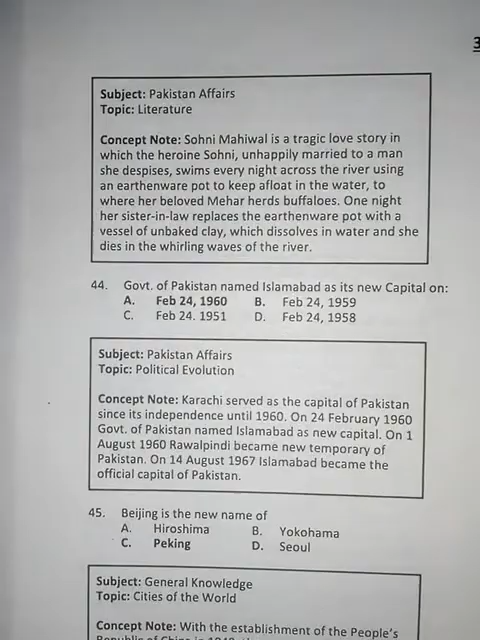 3
Subject: Pakistan Affairs
Topic: Literature
Concept Note: Sohni Mahiwal is a tragic love story in
which the heroine Sohni, unhappily married to a man
she despises, swims every night across the river using
an earthenware pot to keep afloat in the water, to
where her beloved Mehar herds buffaloes. One night
her sister-in-law replaces the earthenware pot with a
vessel of unbaked clay, which dissolves in water and she
dies in the whirling waves of the river.
44. Govt. of Pakistan named Islamabad as its new Capital on:
A. Feb 24, 1960 B. Feb 24, 1959
C. Feb 24. 1951 D. Feb 24, 1958
Subject: Pakistan Affairs
Topic: Political Evolution
Concept Note: Karachi served as the capital of Pakistan
since its independence until 1960. On 24 February 1960
Govt. of Pakistan named Islamabad as new capital. On 1
August 1960 Rawalpindi became new temporary of
Pakistan. On 14 August 1967 Islamabad became the
official capital of Pakistan.
45. Beijing is the new name of
A. Hiroshima B. Yokohama
C. Peking D. Seoul
Subject: General Knowledge
Topic: Cities of the World
Concept Note: With the establishment of the People's
Republic of China in 1949